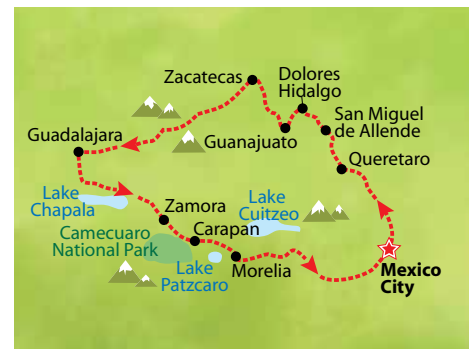 Zacatecas
Dolores
Hidalgo
San Miguel
de Allende
Guadalajara
Guanajuato
Queretaro
Lake
Chapala
Zamora
Lake
Cuitzeo
Camecuaro
National Park
Carapan
Lake
Patzcaro
Morelia
Mexico
City